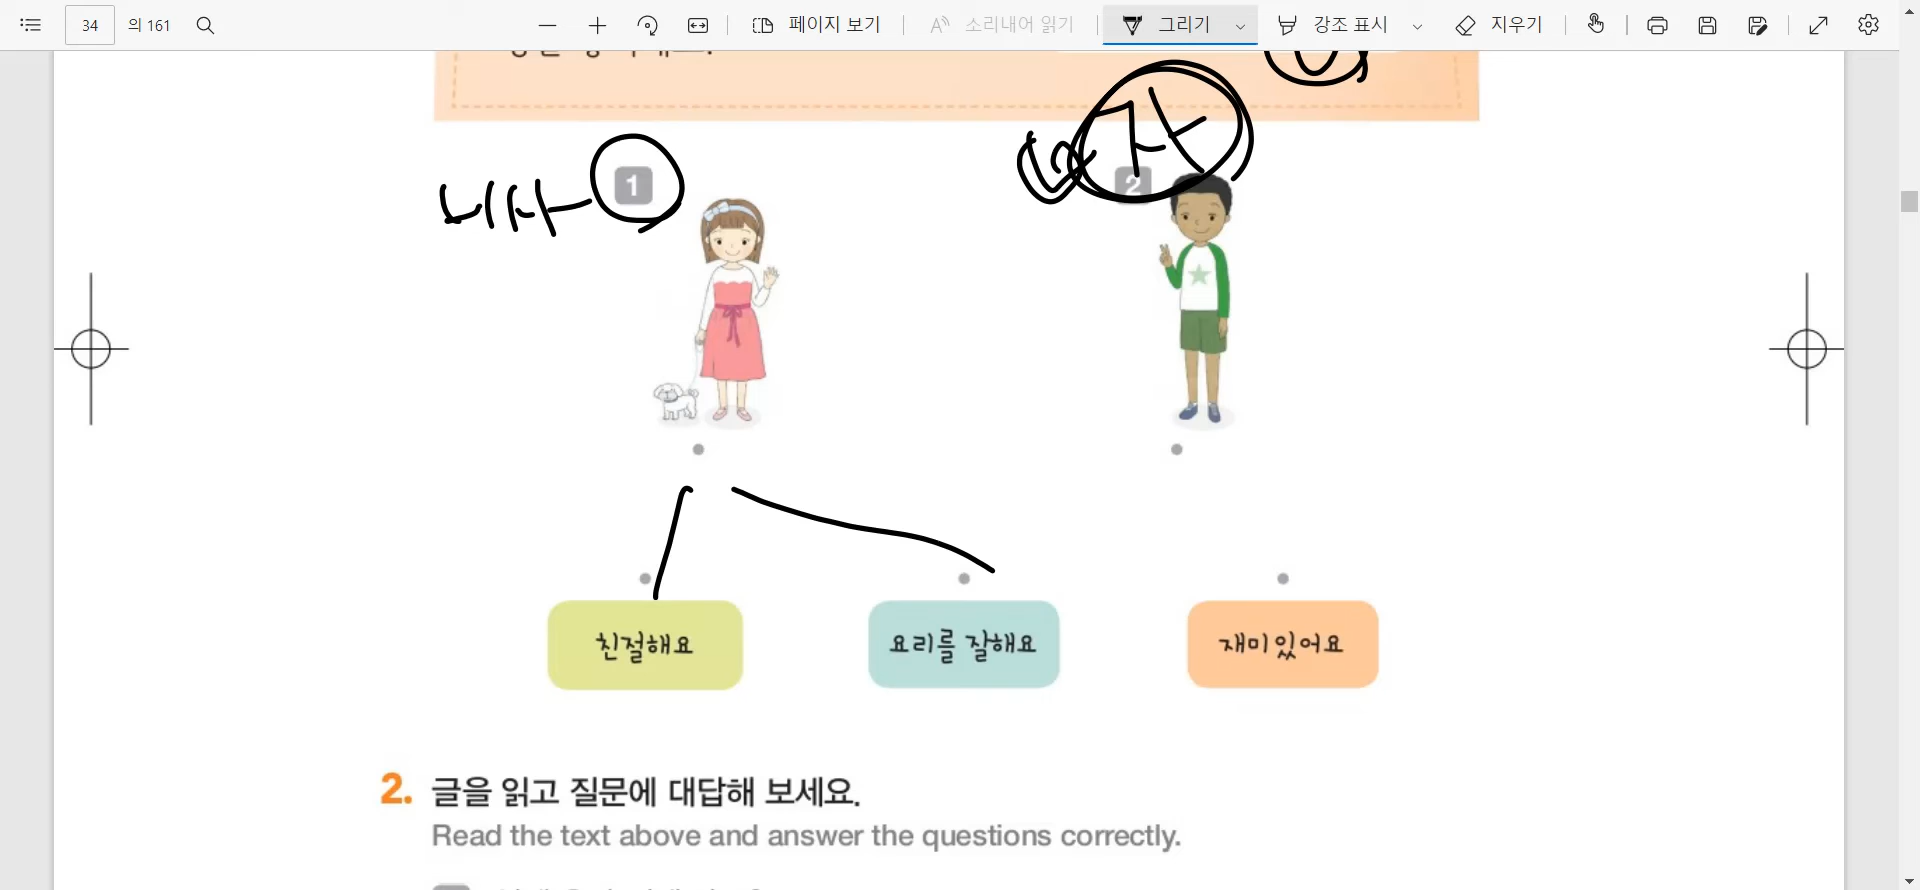 34 의 161 페이지 보기 소리내어 읽기 그리기 강조 표시 지우기
1
2
친절해요 요리를 잘해요 재미있어요
2. 글을 읽고 질문에 대답해 보세요.
Read the text above and answer the questions correctly.